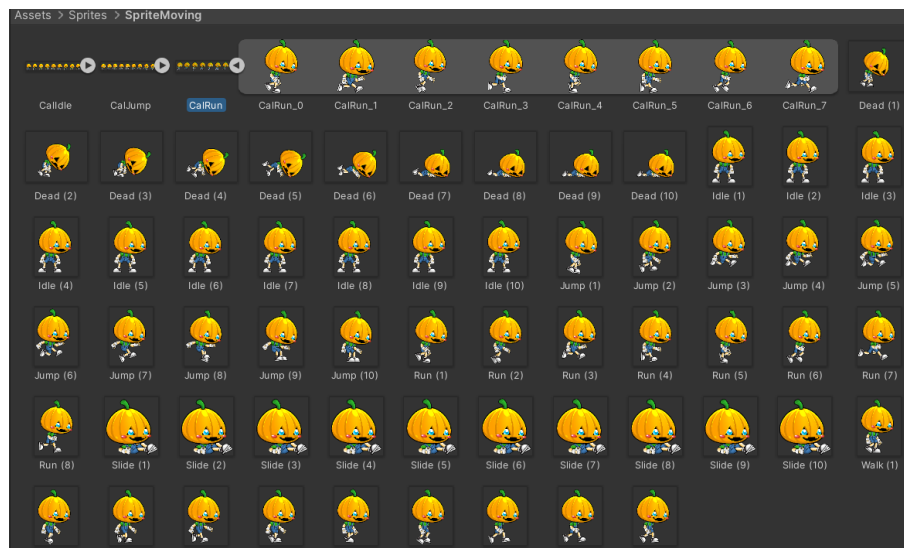 Assets > Sprites > SpriteMoving
CalIdle CalJump CalRun CalRun_0 CalRun_1 CalRun_2 CalRun_3 CalRun_4 CalRun_5 CalRun_6 CalRun_7 Dead (1)
Dead (2) Dead (3) Dead (4) Dead (5) Dead (6) Dead (7) Dead (8) Dead (9) Dead (10) Idle (1) Idle (2) Idle (3)
Idle (4) Idle (5) Idle (6) Idle (7) Idle (8) Idle (9) Idle (10) Jump (1) Jump (2) Jump (3) Jump (4) Jump (5)
Jump (6) Jump (7) Jump (8) Jump (9) Jump (10) Run (1) Run (2) Run (3) Run (4) Run (5) Run (6) Run (7)
Run (8) Slide (1) Slide (2) Slide (3) Slide (4) Slide (5) Slide (6) Slide (7) Slide (8) Slide (9) Slide (10) Walk (1)